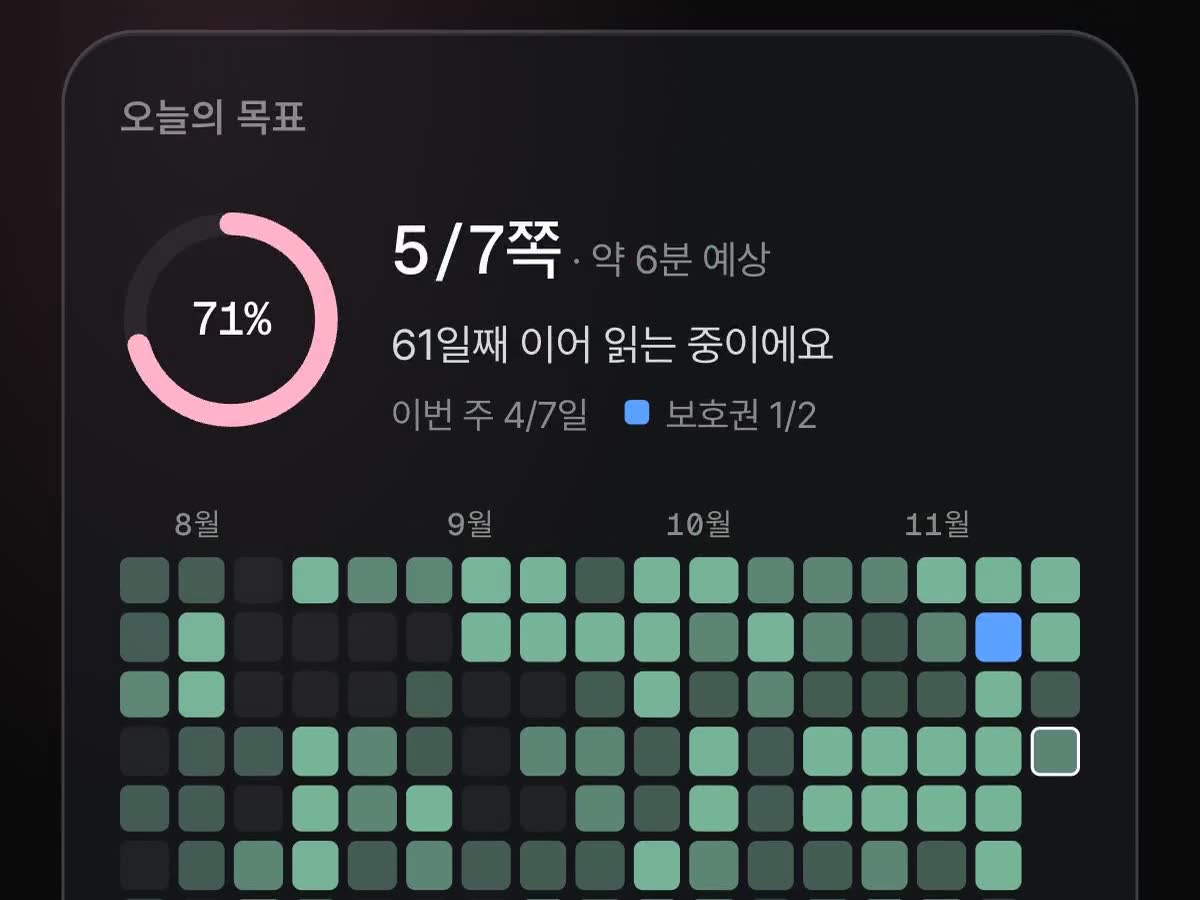 오늘의 목표
71%
5/7쪽 · 약 6분 예상
61일째 이어 읽는 중이에요
이번 주 4/7일 보호권 1/2
8월 9월 10월 11월